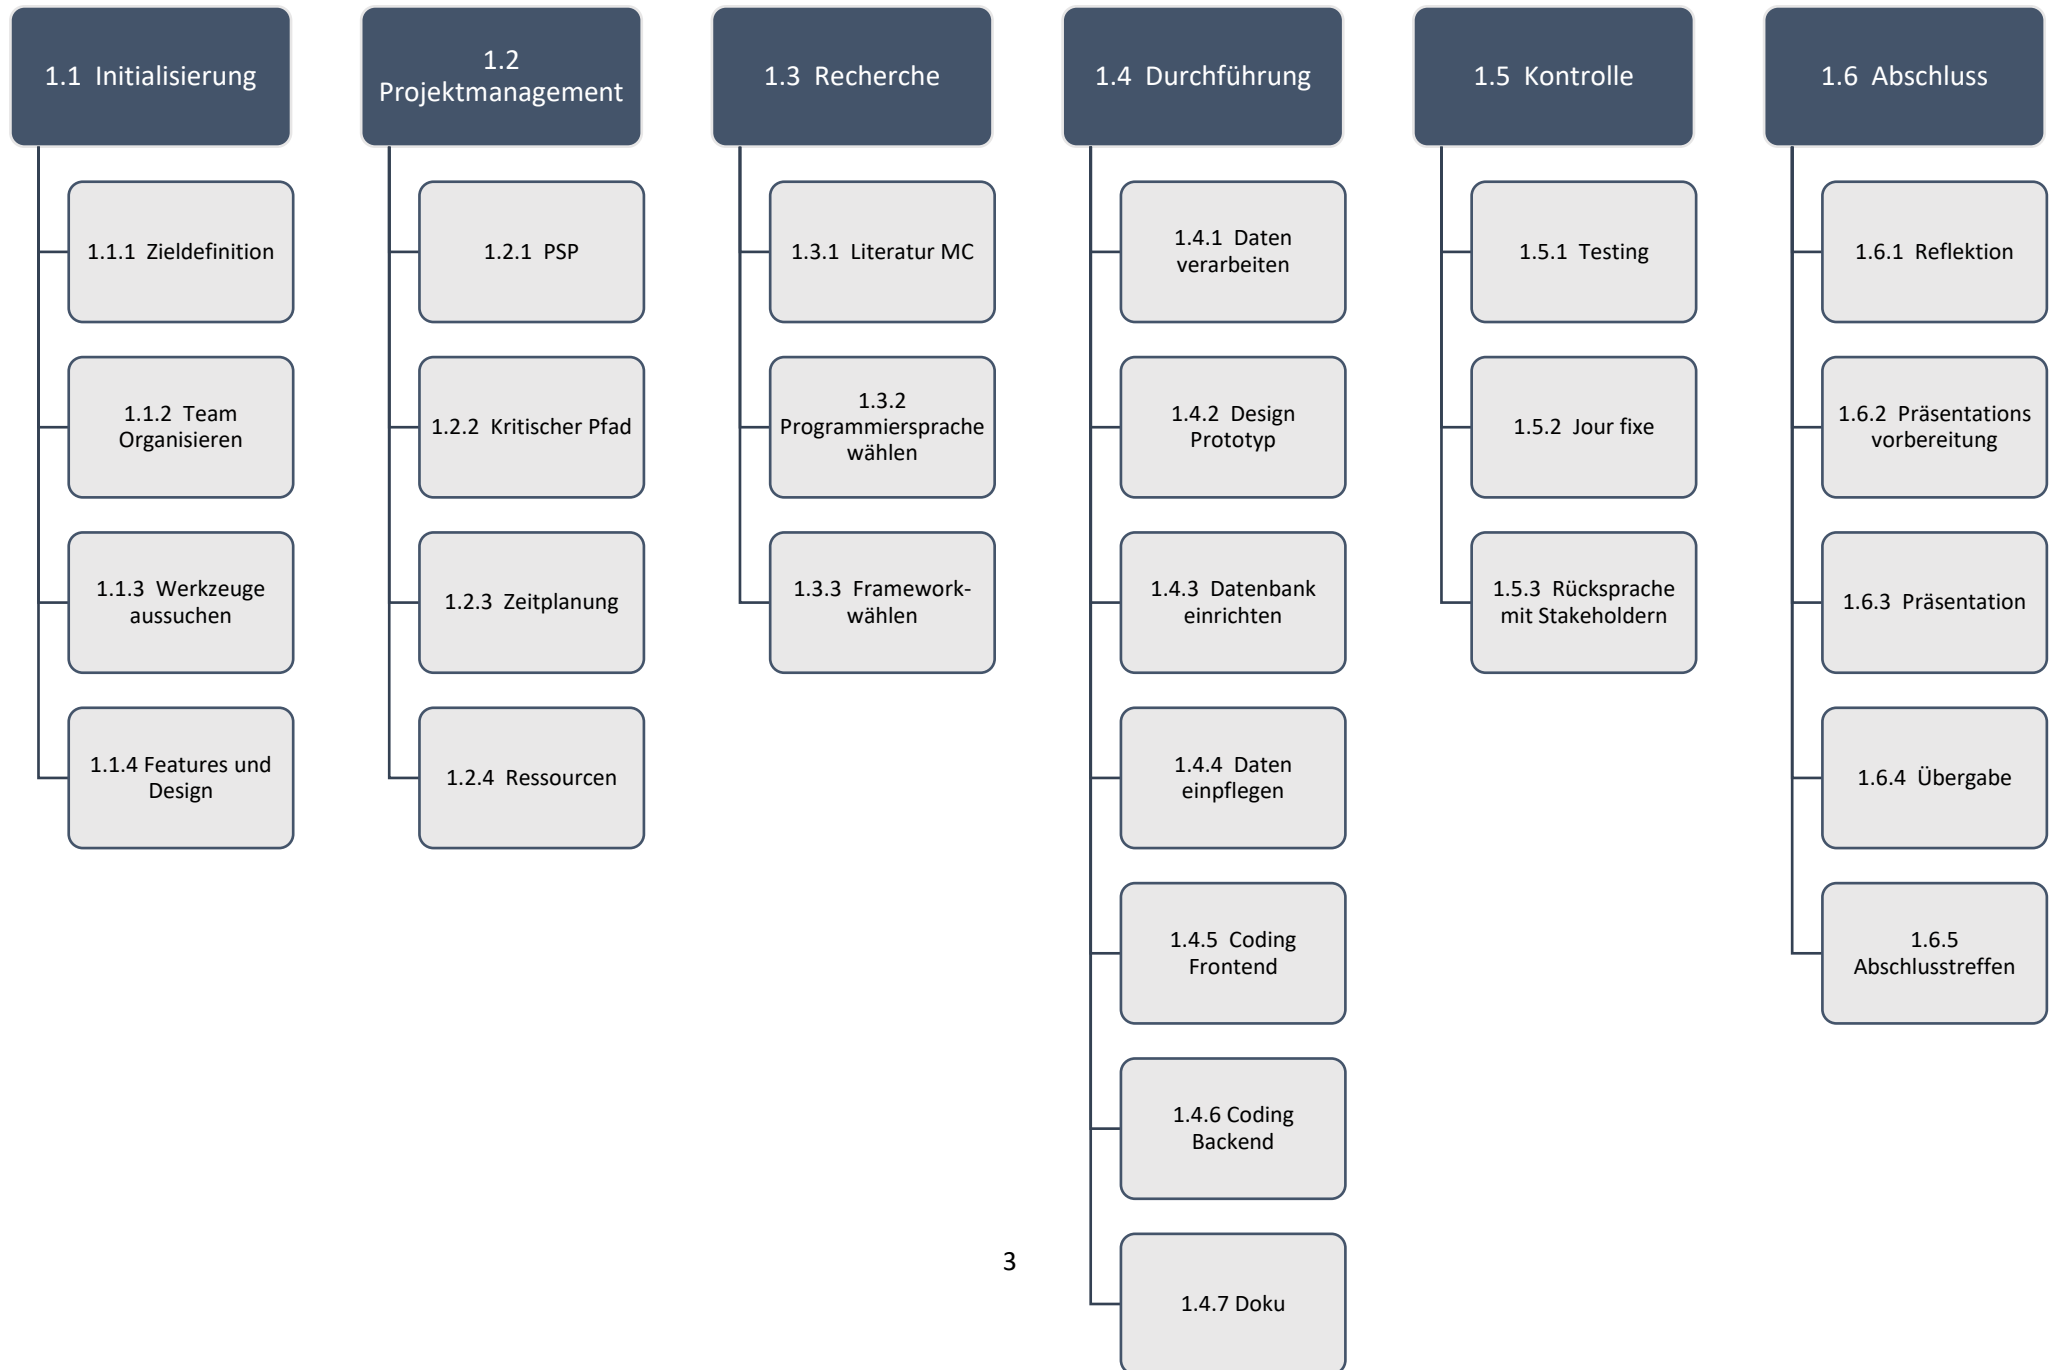 1.1 Initialisierung
1.1.1 Zieldefinition
1.1.2 Team
Organisieren
1.1.3 Werkzeuge
aussuchen
1.1.4 Features und
Design
1.2
Projektmanagement
1.2.1 PSP
1.2.2 Kritischer Pfad
1.2.3 Zeitplanung
1.2.4 Ressourcen
1.3 Recherche
1.3.1 Literatur MC
1.3.2
Programmiersprache
wählen
1.3.3 Framework-
wählen
1.4 Durchführung
1.4.1 Daten
verarbeiten
1.4.2 Design
Prototyp
1.4.3 Datenbank
einrichten
1.4.4 Daten
einpflegen
1.4.5 Coding
Frontend
1.4.6 Coding
Backend
1.4.7 Doku
1.5 Kontrolle
1.5.1 Testing
1.5.2 Jour fixe
1.5.3 Rücksprache
mit Stakeholdern
1.6 Abschluss
1.6.1 Reflektion
1.6.2 Präsentations
vorbereitung
1.6.3 Präsentation
1.6.4 Übergabe
1.6.5
Abschlusstreffen
3